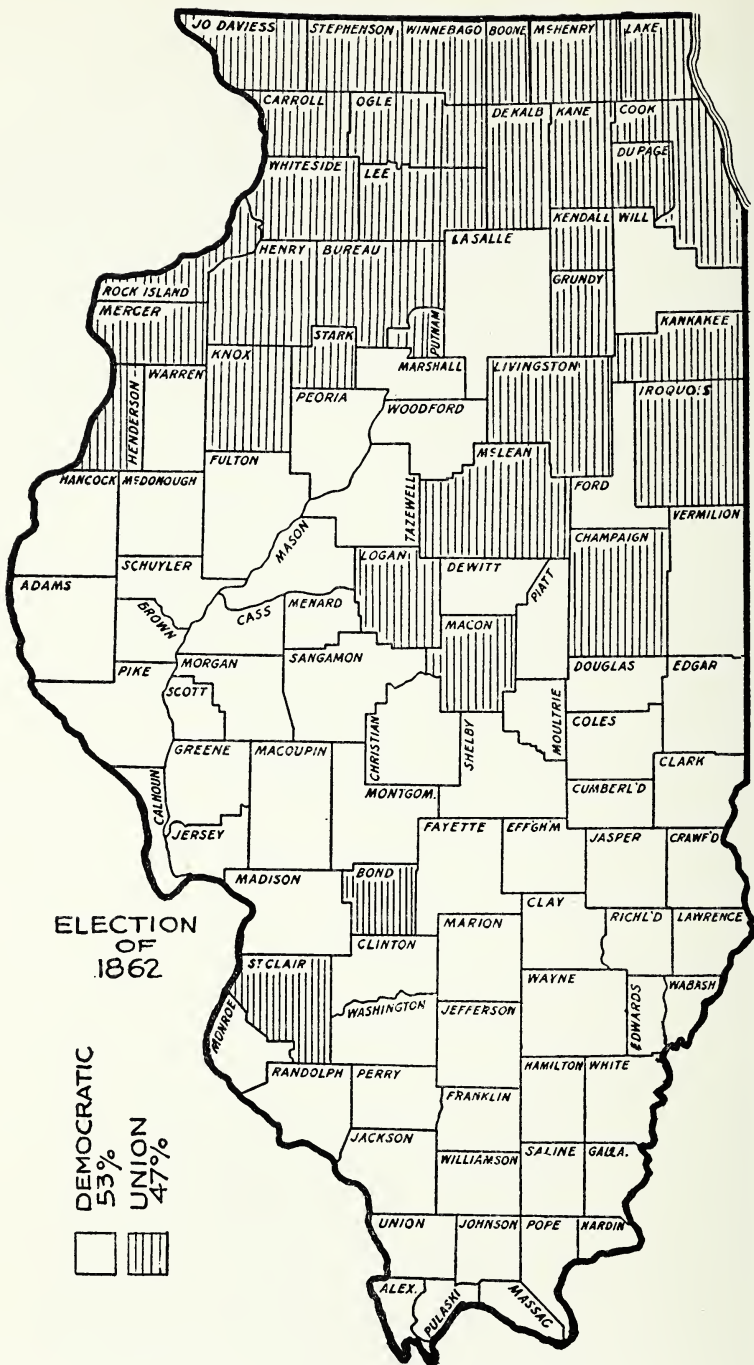 JO DAVIESS
STEPHENSON
WINNEBAGO
BOONE
McHENRY
LAKE
CARROLL
OGLE
DEKALB
KANE
COOK
DUPAGE
WHITESIDE
LEE
KENDALL
WILL
LASALLE
HENRY
BUREAU
GRUNDY
ROCK ISLAND
MERCER
KANKAKEE
PUTNAM
STARK
KNOX
WARREN
HENDERSON
MARSHALL
LIVINGSTON
IROQUOIS
PEORIA
WOODFORD
FULTON
HANCOCK
McDONOUGH
TAZEWELL
McLEAN
FORD
VERMILION
MASON
CHAMPAIGN
SCHUYLER
LOGAN
DEWITT
PIATT
ADAMS
BROWN
CASS
MENARD
MACON
PIKE
MORGAN
SANGAMON
DOUGLAS
EDGAR
SCOTT
CHRISTIAN
SHELBY
MOULTRIE
COLES
GREENE
MACOUPIN
CLARK
CALHOUN
MONTGOM.
CUMBERL'D
JERSEY
FAYETTE
EFFGH'M
JASPER
CRAWF'D
MADISON
BOND
CLAY
RICHL'D
LAWRENCE
MARION
CLINTON
ELECTION
OF
1862
ST CLAIR
WAYNE
EDWARDS
WABASH
MONROE
WASHINGTON
JEFFERSON
RANDOLPH
PERRY
HAMILTON
WHITE
FRANKLIN
JACKSON
WILLIAMSON
SALINE
GALLA.
DEMOCRATIC
53%
UNION
47%
UNION
JOHNSON
POPE
HARDIN
ALEX.
PULASKI
MASSAC